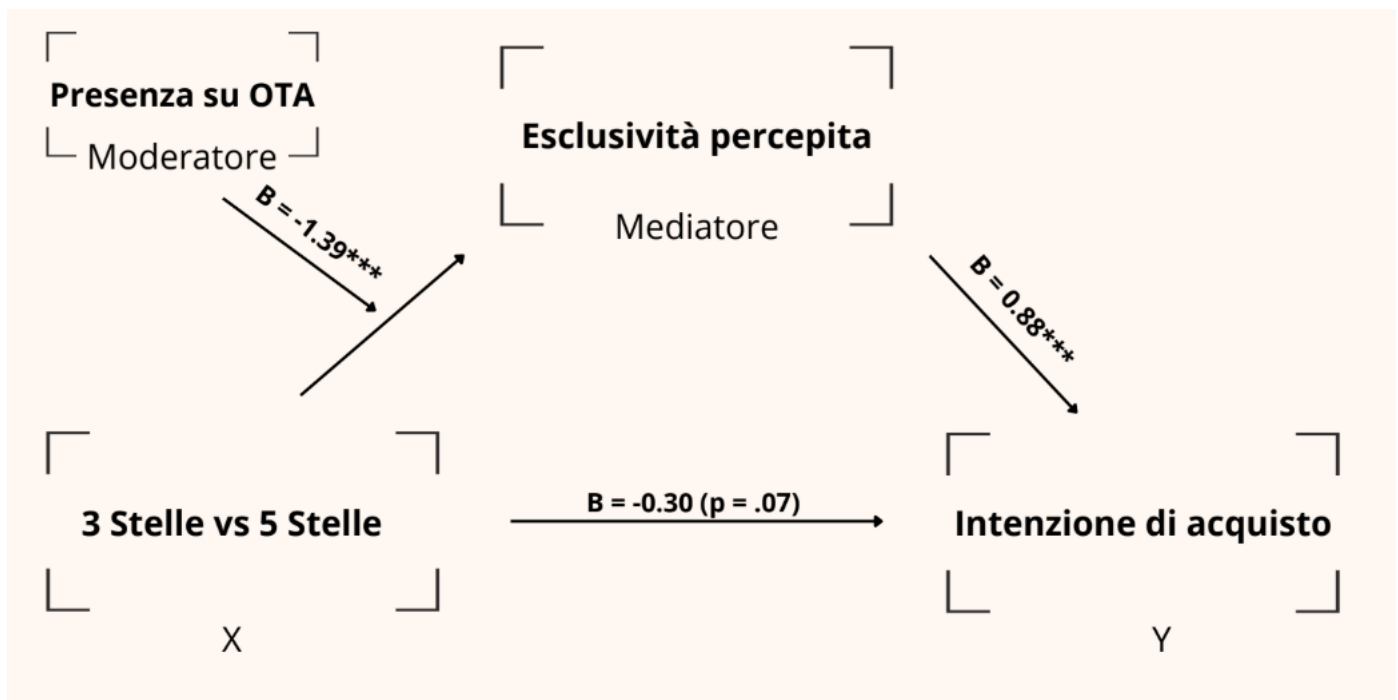 Presenza su OTA
Moderatore
B = -1.39***
Esclusività percepita
Mediatore
B = 0.88***
3 Stelle vs 5 Stelle
X
B = -0.30 (p = .07)
Intenzione di acquisto
Y